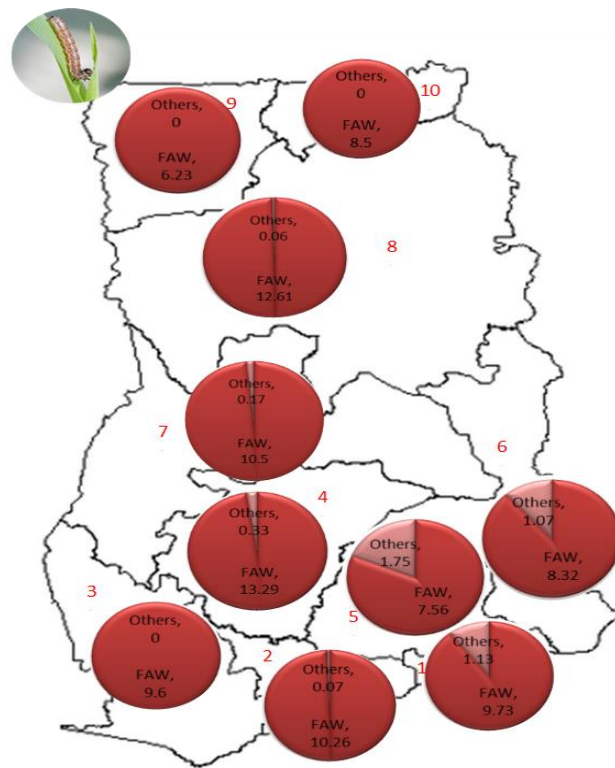 10
9
Others,
0
FAW,
6.23
Others,
0
FAW,
8.5
Others,
0.06
FAW,
12.61
8
Others,
0.17
FAW,
10.5
7
6
4
Others,
0.33
FAW,
13.29
Others,
1.75
FAW,
7.56
Others,
1.07
FAW,
8.32
3
5
Others,
0
FAW,
9.6
2
Others,
0.07
FAW,
10.26
1
Others,
1.13
FAW,
9.73